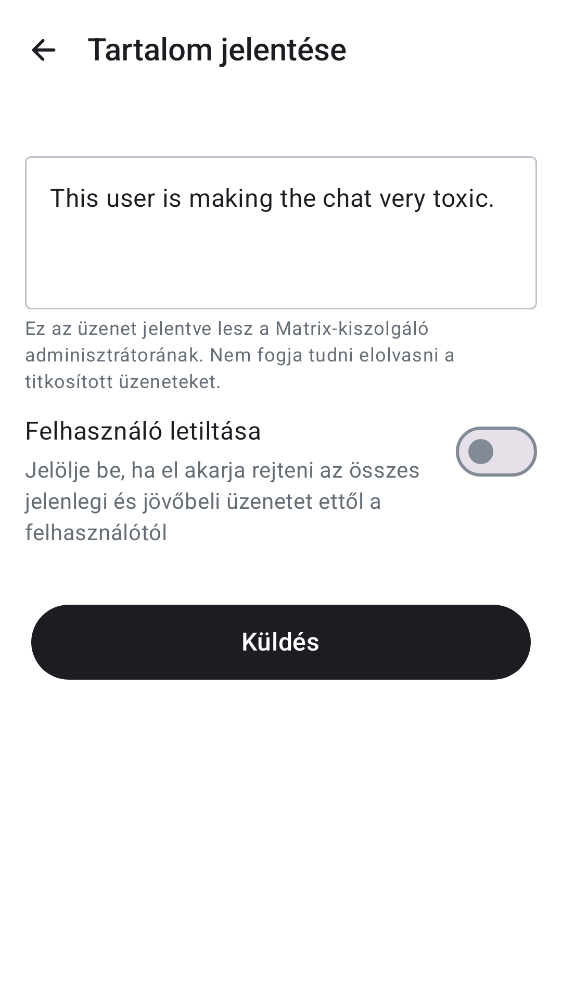 Tartalom jelentése
This user is making the chat very toxic.
Ez az üzenet jelentve lesz a Matrix-kiszolgáló
adminisztrátorának. Nem fogja tudni elolvasni a
titkosított üzeneteket.
Felhasználó letiltása
Jelölje be, ha el akarja rejteni az összes
jelenlegi és jövőbeli üzenetet ettől a
felhasználótól
Küldés